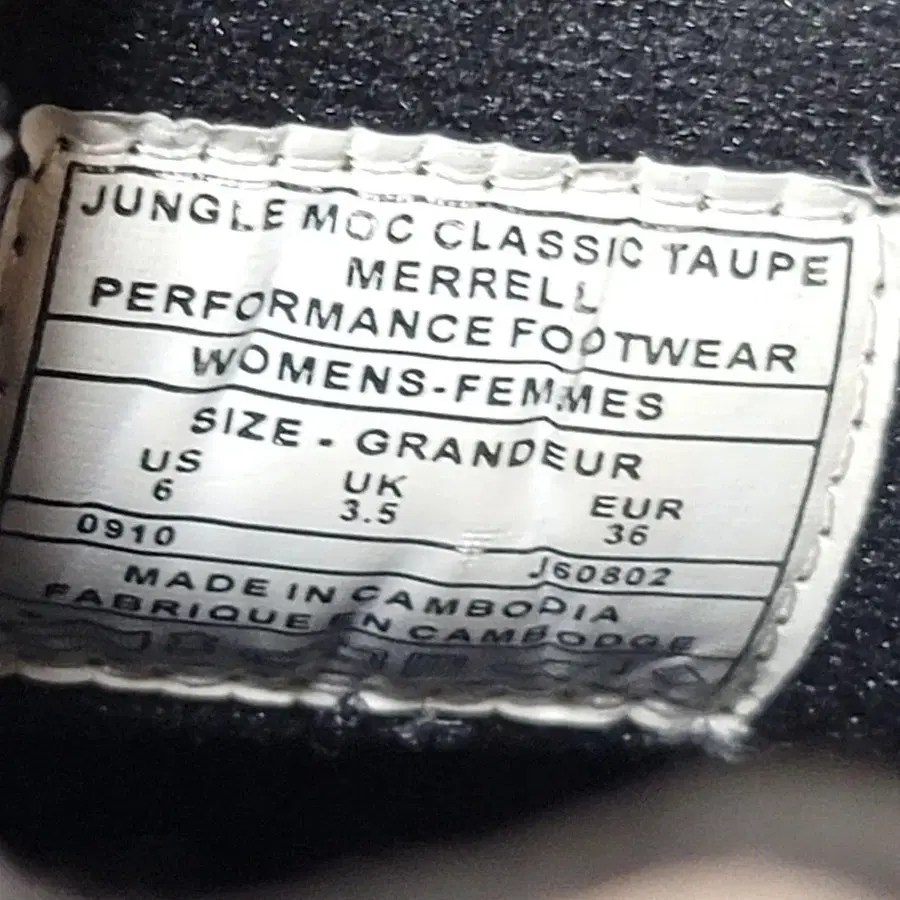 JUNGLE MOC CLASSIC TAUPE
MERRELL
PERFORMANCE FOOTWEAR
WOMENS-FEMMES
SIZE - GRANDEUR
US UK EUR
6 3.5 36
0910 J60802
MADE IN CAMBODIA
FABRIQUE EN CAMBODGE